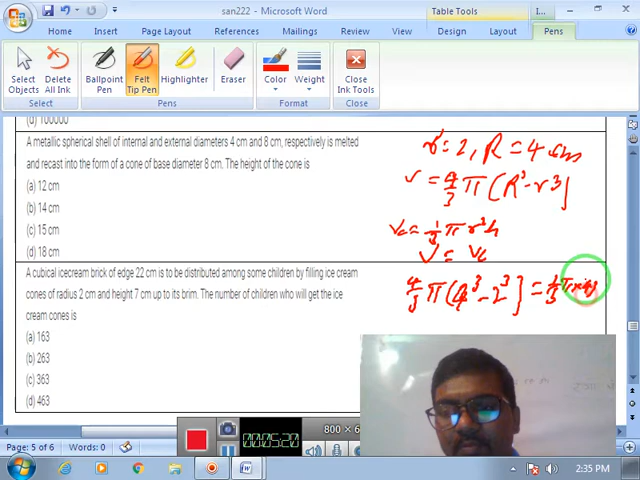 san222 - Microsoft Word
Table Tools
I...
Home Insert Page Layout References Mailings Review View Design Layout Pens
Select Objects
Delete All Ink
Ballpoint Pen
Felt Tip Pen
Highlighter
Eraser
Color
Weight
Close Ink Tools
Select Pens Format Close
(d) 100000
A metallic spherical shell of internal and external diameters 4 cm and 8 cm, respectively is melted
and recast into the form of a cone of base diameter 8 cm. The height of the cone is
(a) 12 cm
(b) 14 cm
(c) 15 cm
(d) 18 cm
r = 2, R = 4 cm
V = 4/3 π (R³ - r³)
Vc = 1/3 π r² h
V = Vc
A cubical icecream brick of edge 22 cm is to be distributed among some children by filling ice cream
cones of radius 2 cm and height 7 cm up to its brim. The number of children who will get the ice
cream cones is
(a) 163
(b) 263
(c) 363
(d) 463
4/3 π (4³ - 2³) = 1/3 π
800 × 6
00:05:20
Page: 5 of 6 Words: 0
2:35 PM